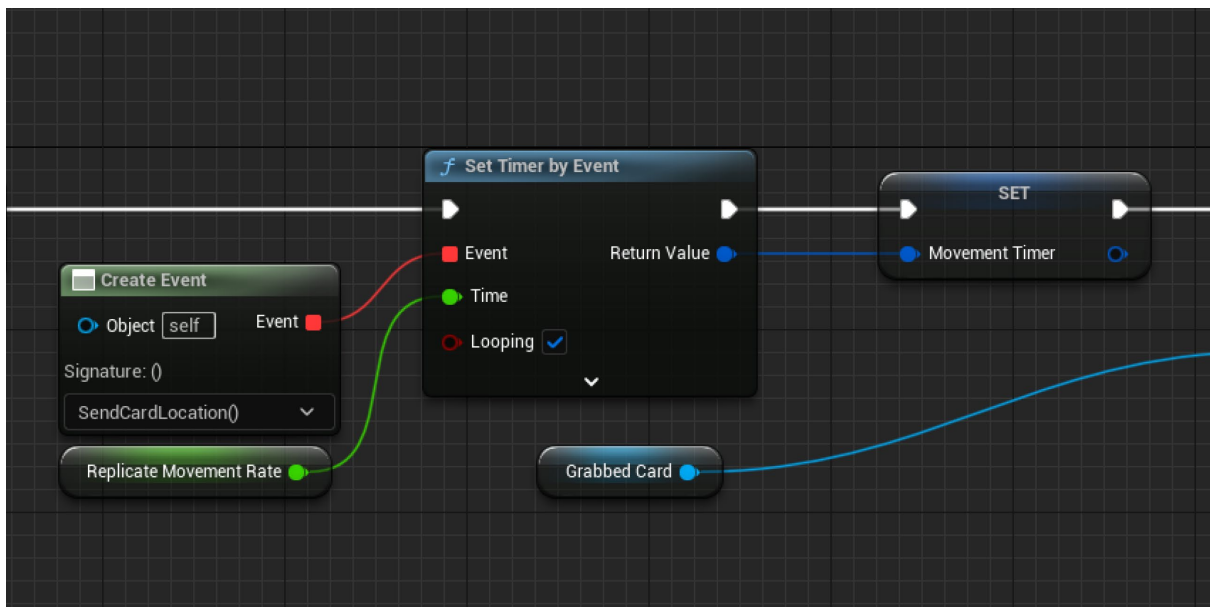 f Set Timer by Event
SET
Event
Return Value
Movement Timer
Create Event
Time
Object self
Event
Looping
Signature: ()
SendCardLocation()
Replicate Movement Rate
Grabbed Card